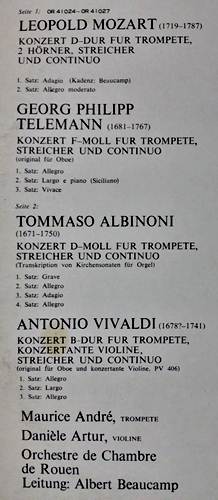 Seite 1: OR 41024-OR 41027
LEOPOLD MOZART (1719-1787)
KONZERT D-DUR FUR TROMPETE,
2 HÖRNER, STREICHER
UND CONTINUO
1. Satz: Adagio (Kadenz: Beaucamp)
2. Satz: Allegro moderato
GEORG PHILIPP
TELEMANN (1681-1767)
KONZERT F-MOLL FUR TROMPETE,
STREICHER UND CONTINUO
(original für Oboe)
1. Satz: Allegro
2. Satz: Largo e piano (Siciliano)
3. Satz: Vivace
Seite 2:
TOMMASO ALBINONI
(1671-1750)
KONZERT D-MOLL FUR TROMPETE,
STREICHER UND CONTINUO
(Transkription von Kirchensonaten für Orgel)
1. Satz: Grave
2. Satz: Allegro
3. Satz: Adagio
4. Satz: Allegro
ANTONIO VIVALDI (1678?-1741)
KONZERT B-DUR FUR TROMPETE,
KONZERTANTE VIOLINE,
STREICHER UND CONTINUO
(original für Oboe und konzertante Violine, PV 406)
1. Satz: Allegro
2. Satz: Largo
3. Satz: Allegro
Maurice André, TROMPETE
Danièle Artur, VIOLINE
Orchestre de Chambre
de Rouen
Leitung: Albert Beaucamp